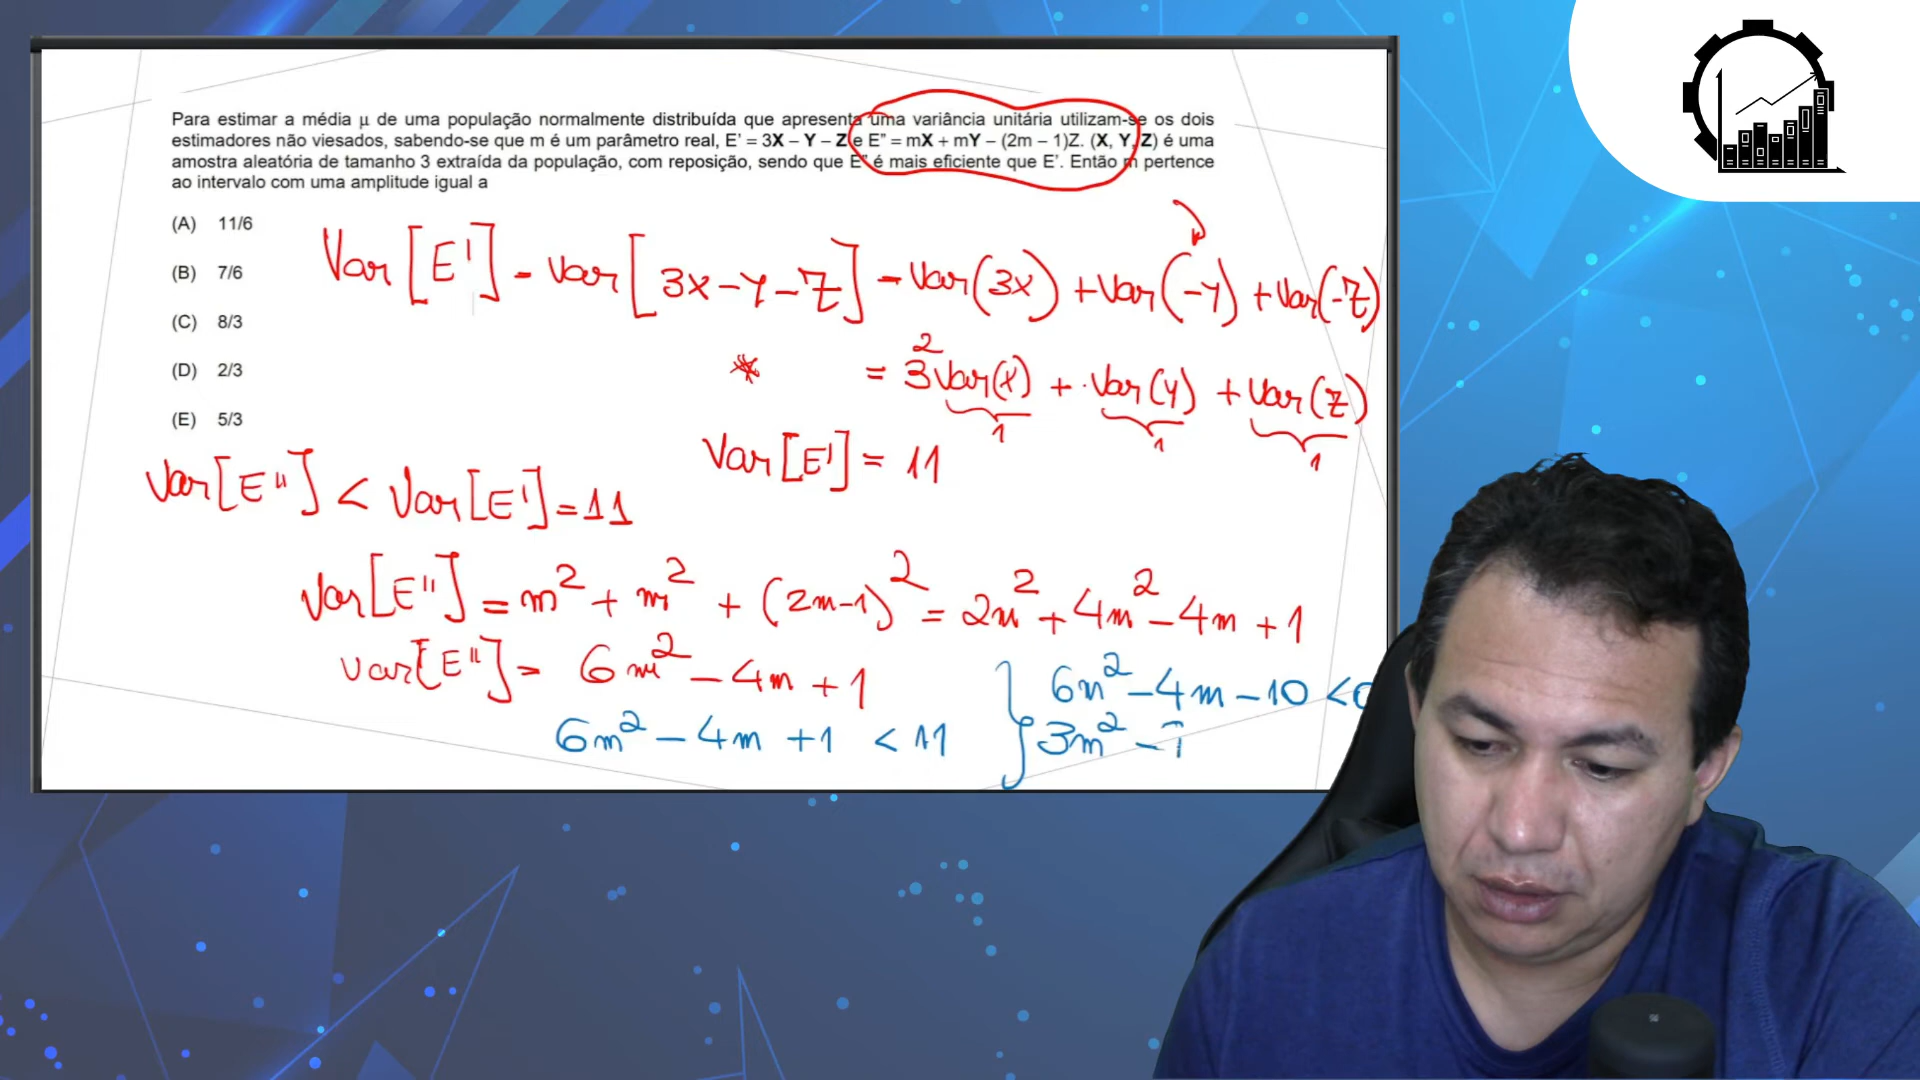 Para estimar a média μ de uma população normalmente distribuída que apresenta uma variância unitária utilizam-se os dois
estimadores não viesados, sabendo-se que m é um parâmetro real, E' = 3X – Y – Z e E" = mX + mY – (2m – 1)Z. (X, Y, Z) é uma
amostra aleatória de tamanho 3 extraída da população, com reposição, sendo que E" é mais eficiente que E'. Então m pertence
ao intervalo com uma amplitude igual a
(A) 11/6
(B) 7/6
(C) 8/3
(D) 2/3
(E) 5/3
Var[E'] = Var[3X - Y - Z] = Var(3X) + Var(-Y) + Var(-Z)
* = 3² Var(X) + Var(Y) + Var(Z)
1 1 1
Var[E'] = 11
Var[E"] < Var[E'] = 11
Var[E"] = m² + m² + (2m-1)² = 2m² + 4m² - 4m + 1
Var[E"] = 6m² - 4m + 1
6m² - 4m - 10 < 0
6m² - 4m + 1 < 11
3m² -